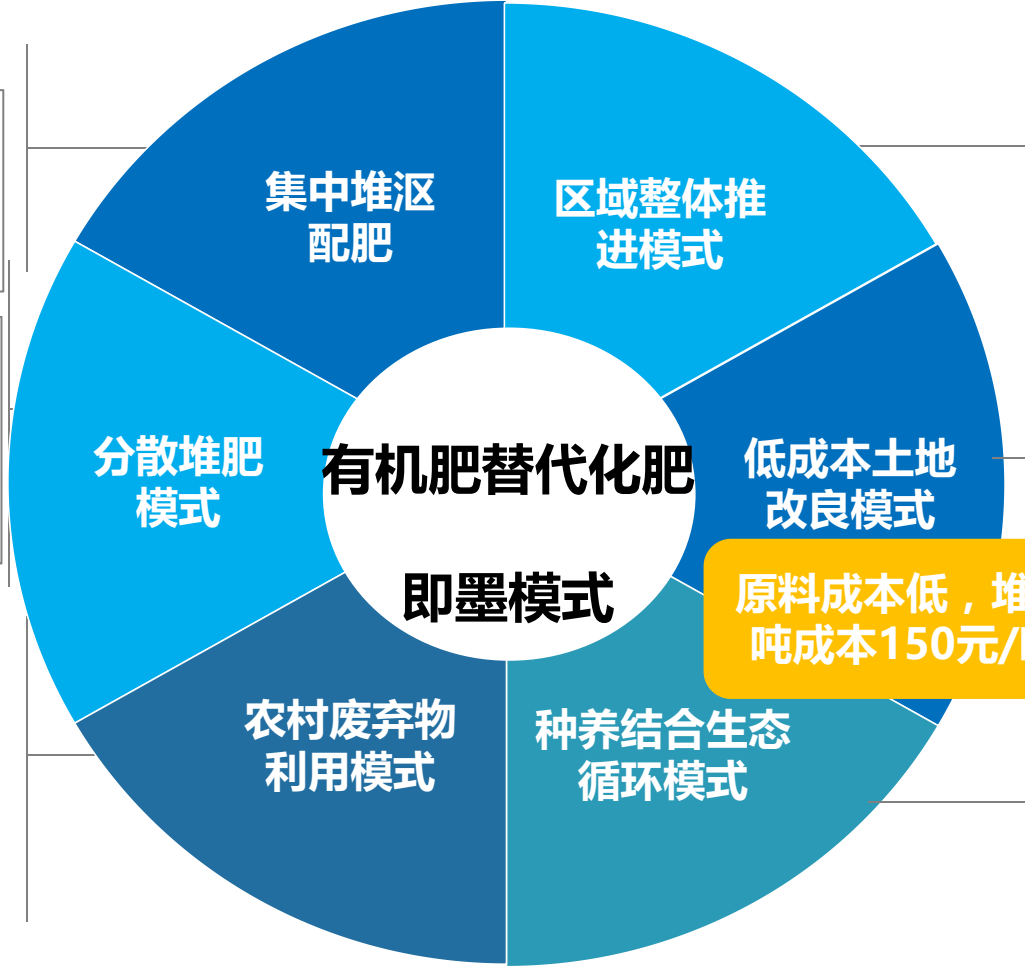 集中堆沤
配肥
区域整体推
进模式
分散堆肥
模式
有机肥替代化肥
即墨模式
低成本土地
改良模式
原料成本低，堆
吨成本150元/
农村废弃物
利用模式
种养结合生态
循环模式